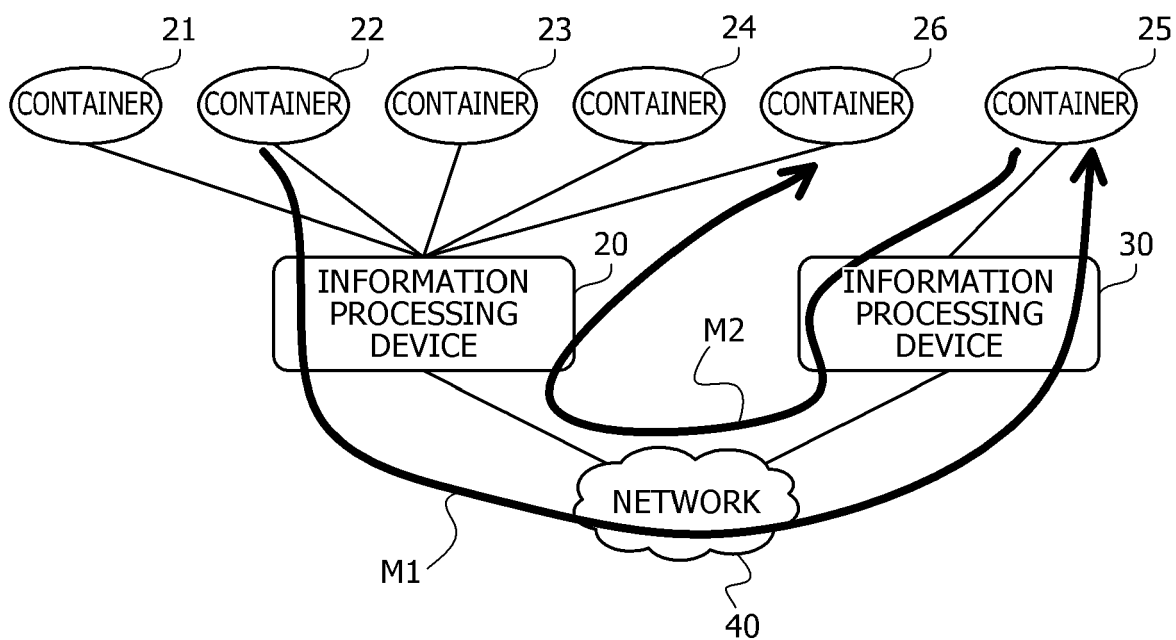 21 22 23 24 26 25
CONTAINER CONTAINER CONTAINER CONTAINER CONTAINER CONTAINER
20 30
INFORMATION
PROCESSING
DEVICE
INFORMATION
PROCESSING
DEVICE
M2
NETWORK
M1
40